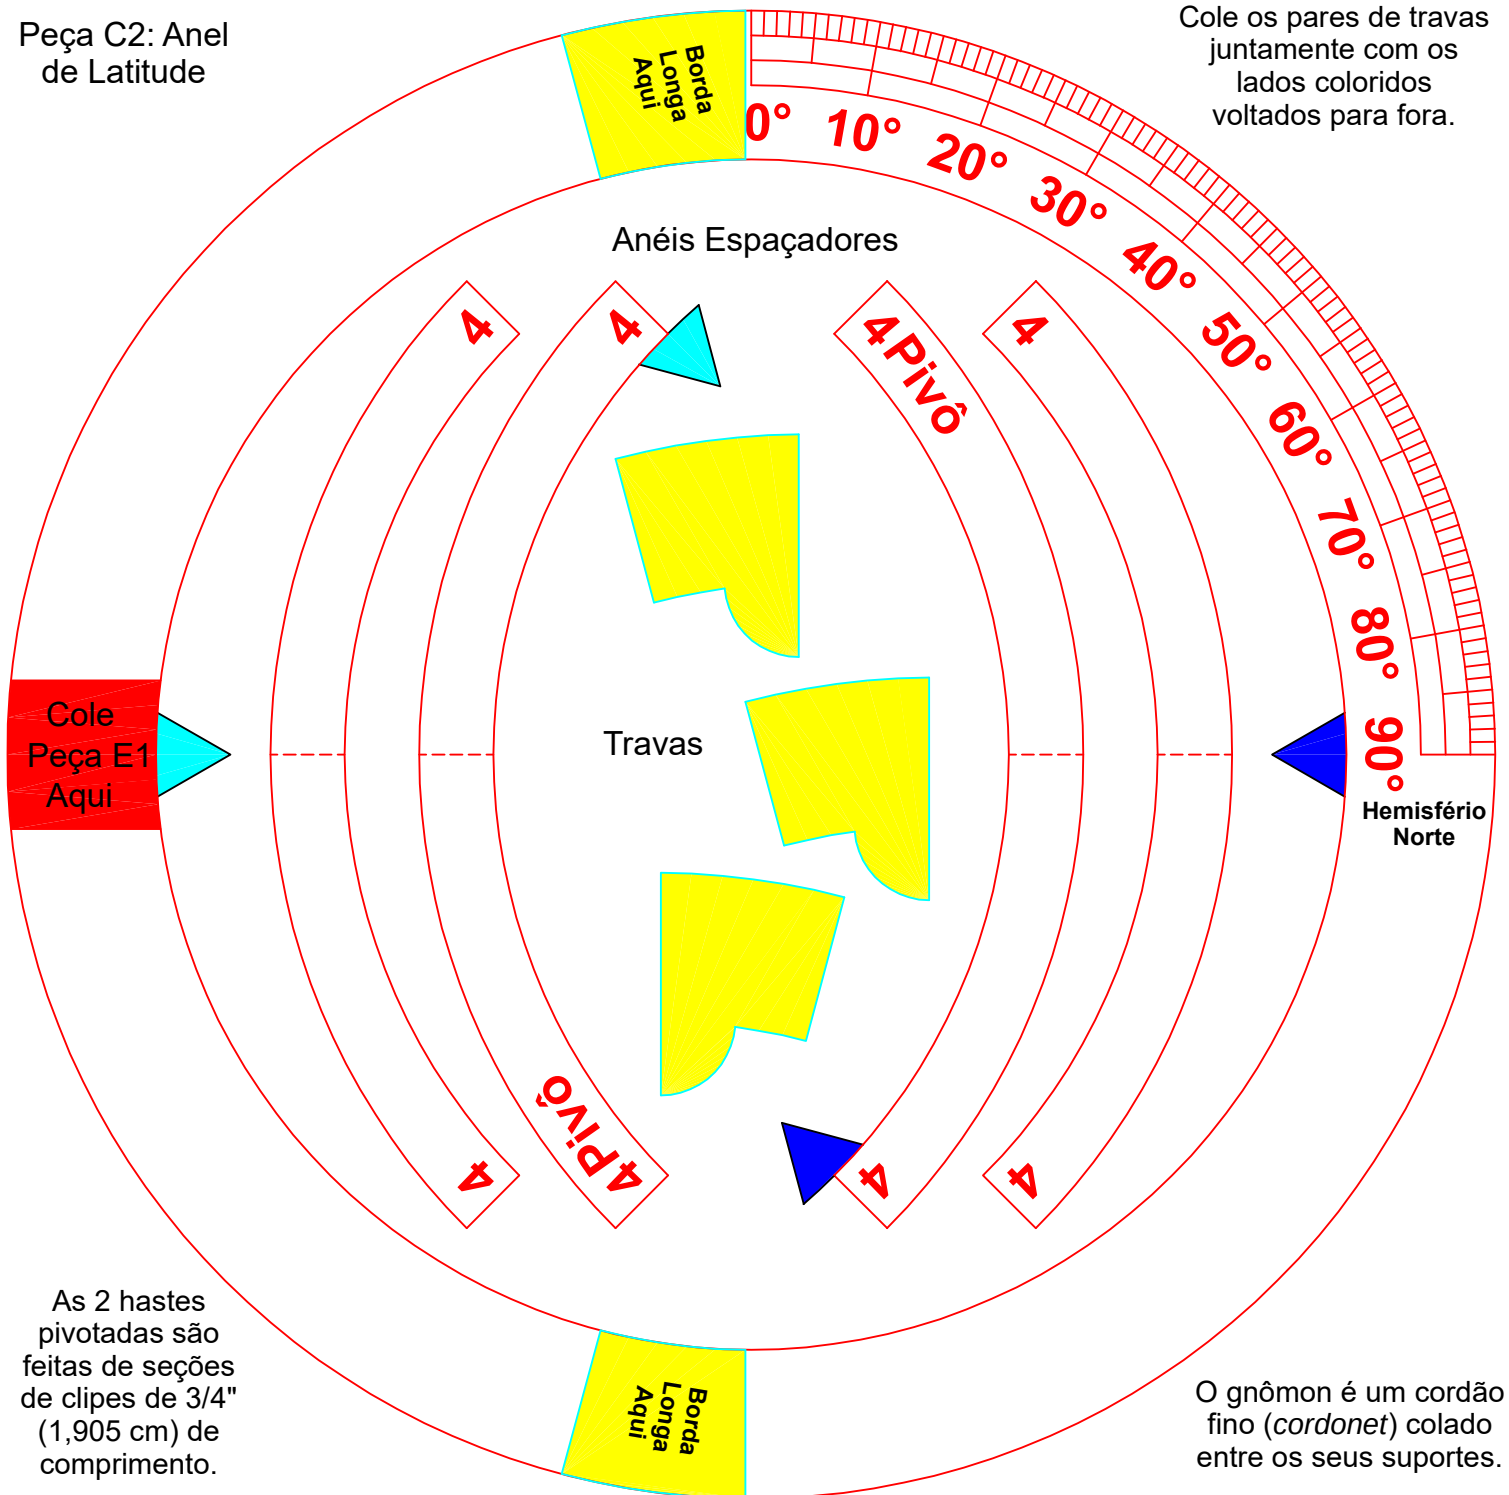 Peça C2: Anel
de Latitude
Cole os pares de travas
juntamente com os
lados coloridos
voltados para fora.
Borda
Longa
Aqui
0°
10°
20°
30°
40°
50°
60°
70°
80°
90°
Hemisfério
Norte
Anéis Espaçadores
4
4
4Pivô
4
Travas
Cole
Peça E1
Aqui
4
4Pivô
4
4
Borda
Longa
Aqui
As 2 hastes
pivotadas são
feitas de seções
de clipes de 3/4"
(1,905 cm) de
comprimento.
O gnômon é um cordão
fino (cordonet) colado
entre os seus suportes.